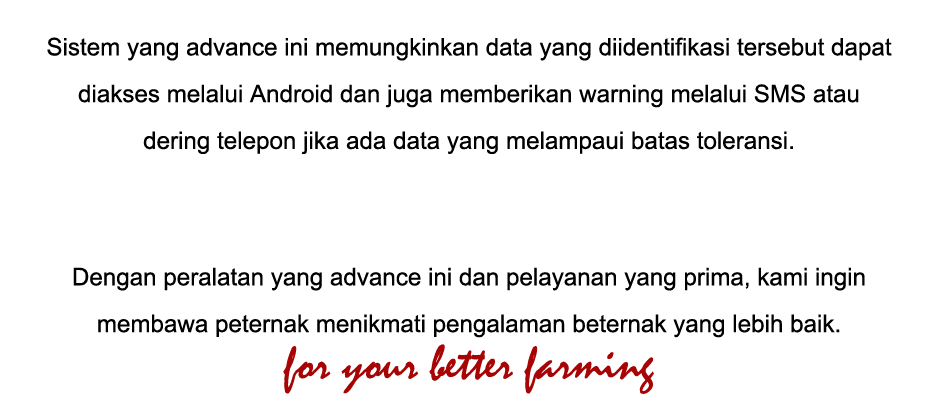 Sistem yang advance ini memungkinkan data yang diidentifikasi tersebut dapat
diakses melalui Android dan juga memberikan warning melalui SMS atau
dering telepon jika ada data yang melampaui batas toleransi.
Dengan peralatan yang advance ini dan pelayanan yang prima, kami ingin
membawa peternak menikmati pengalaman beternak yang lebih baik.
for your better farming